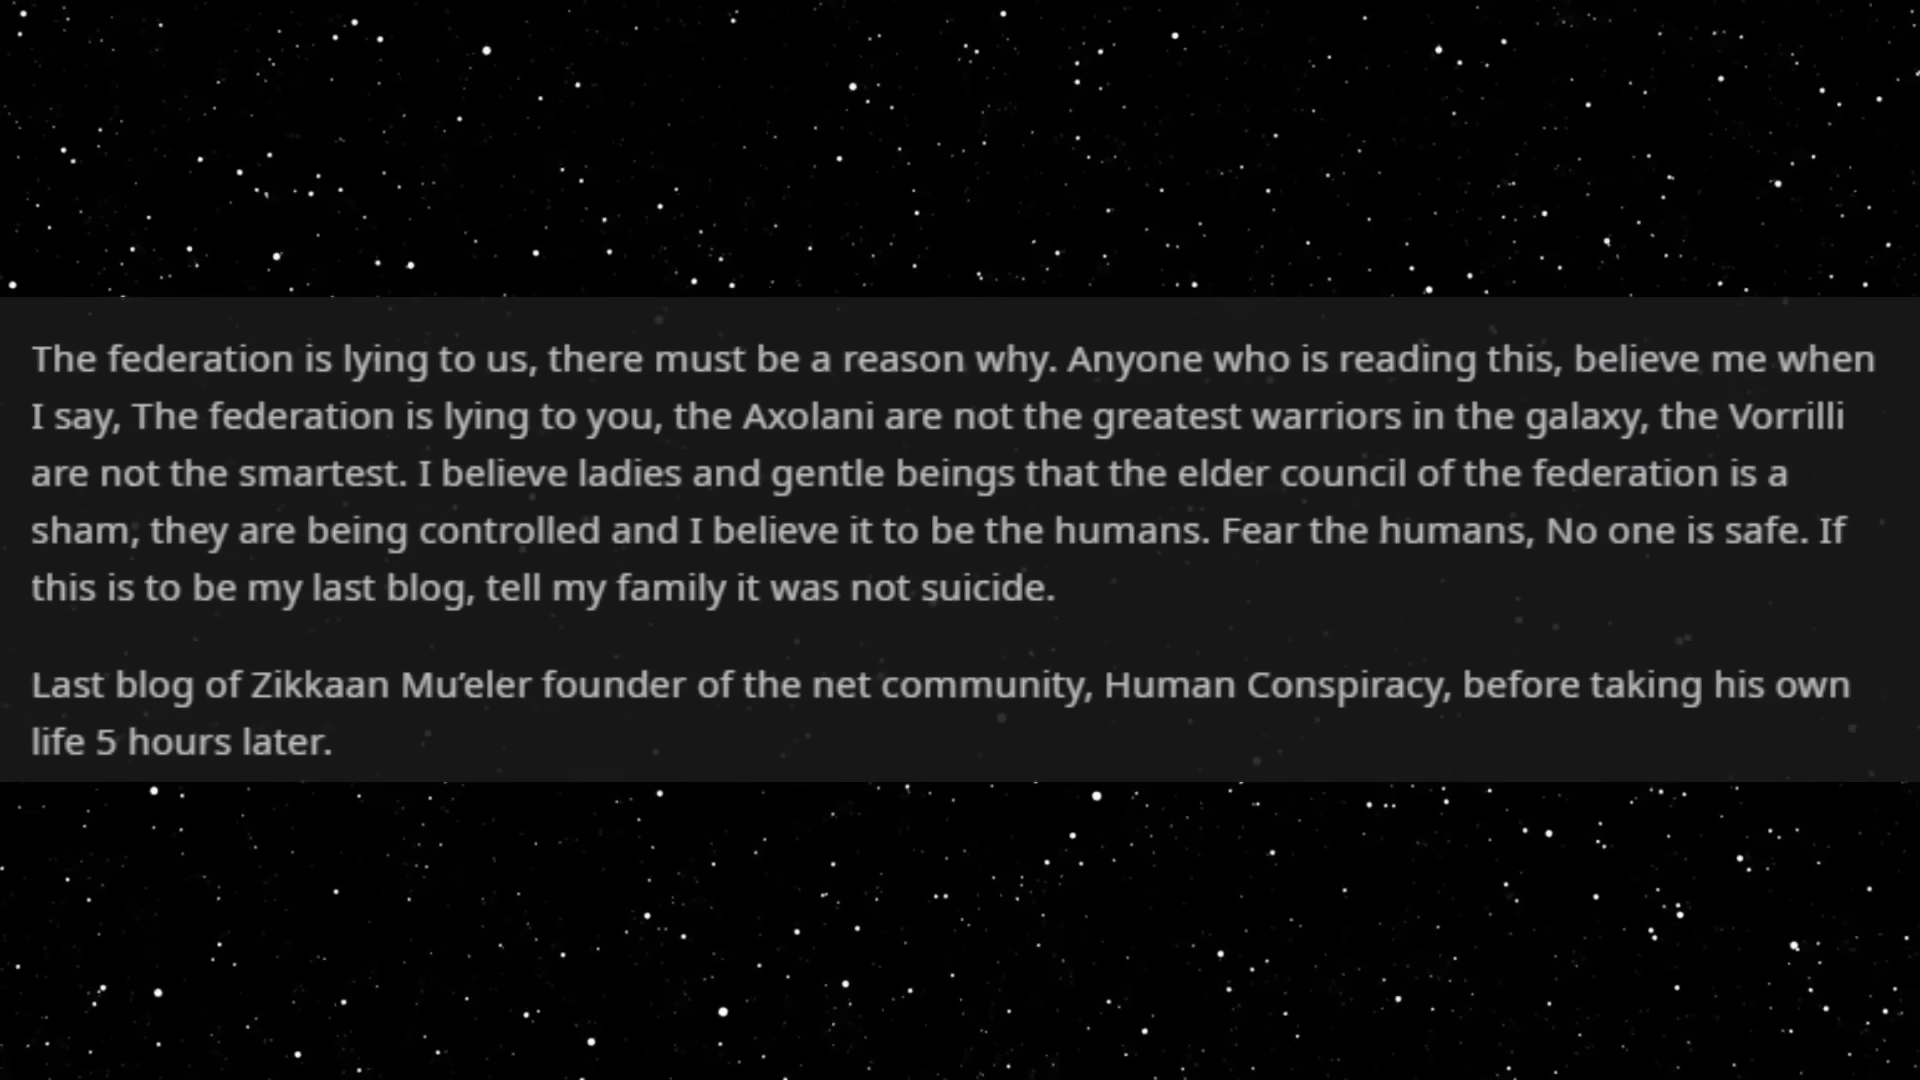 The federation is lying to us, there must be a reason why. Anyone who is reading this, believe me when
I say, The federation is lying to you, the Axolani are not the greatest warriors in the galaxy, the Vorrilli
are not the smartest. I believe ladies and gentle beings that the elder council of the federation is a
sham, they are being controlled and I believe it to be the humans. Fear the humans, No one is safe. If
this is to be my last blog, tell my family it was not suicide.
Last blog of Zikkaan Mu’eler founder of the net community, Human Conspiracy, before taking his own
life 5 hours later.